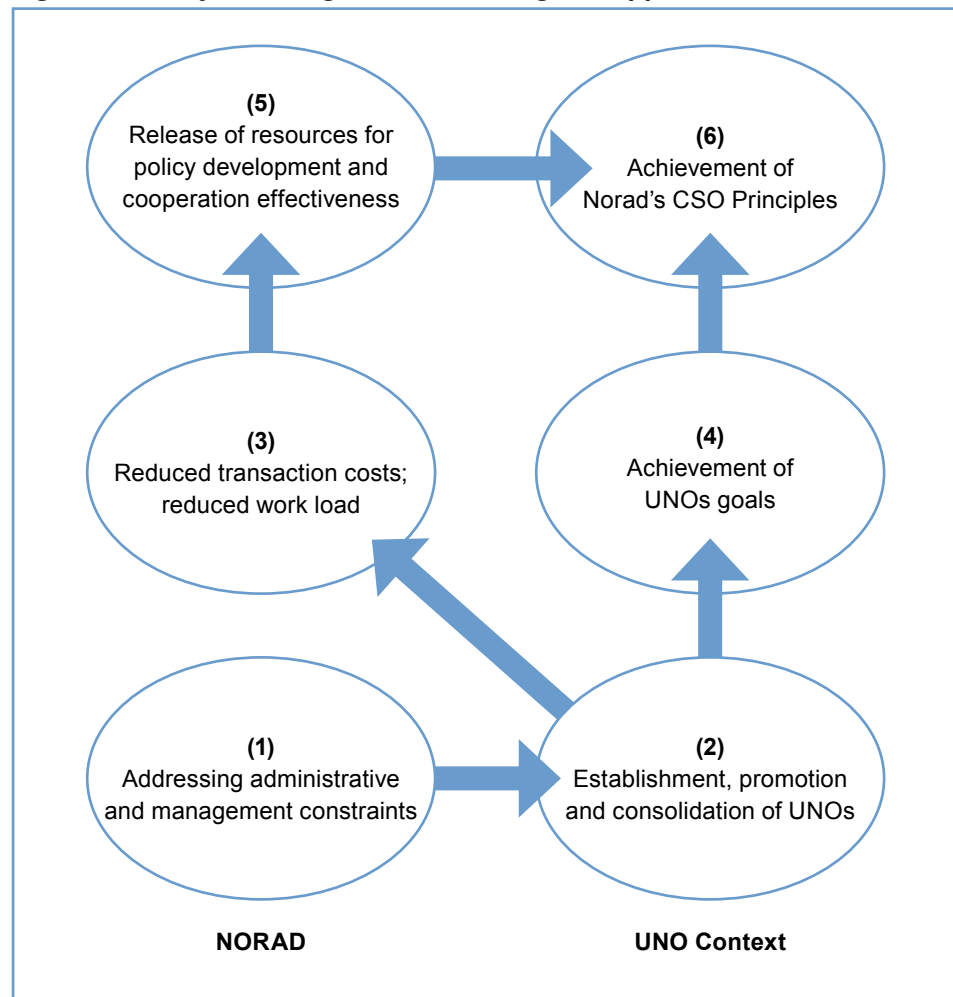 (5)
Release of resources for
policy development and
cooperation effectiveness
(6)
Achievement of
Norad's CSO Principles
(3)
Reduced transaction costs;
reduced work load
(4)
Achievement of
UNOs goals
(1)
Addressing administrative
and management constraints
(2)
Establishment, promotion
and consolidation of UNOs
NORAD
UNO Context